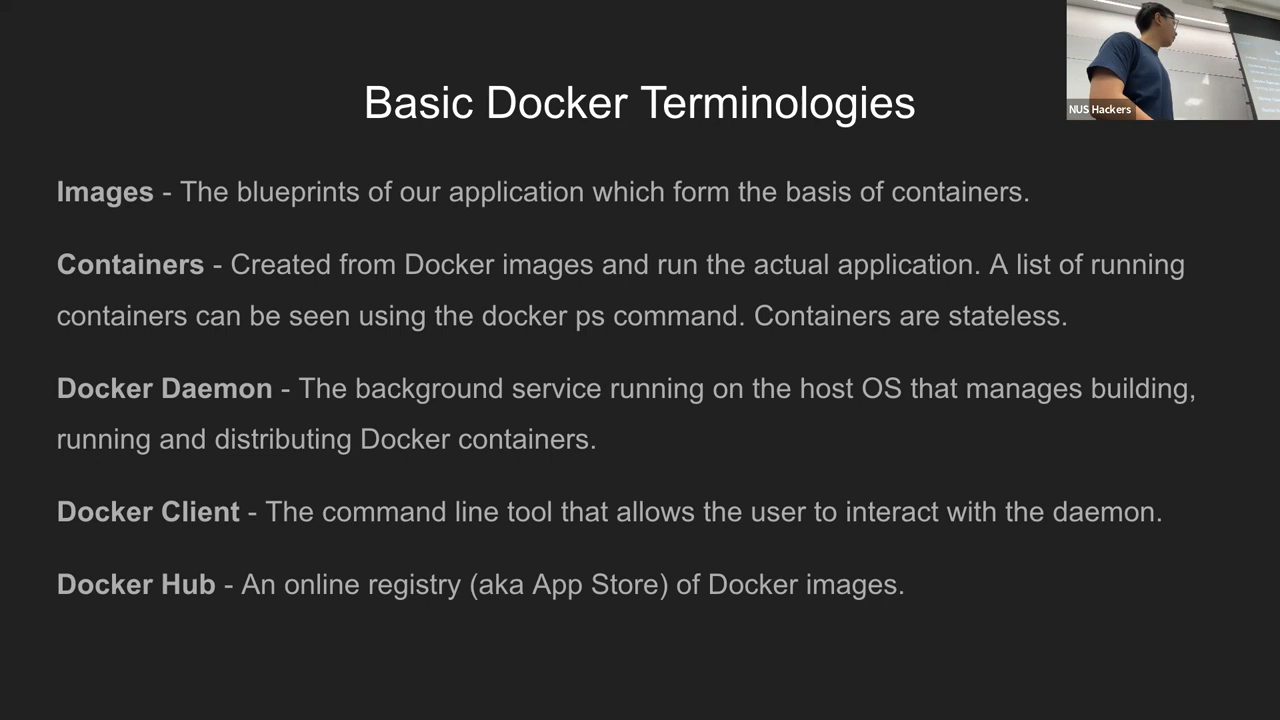 Basic Docker Terminologies
NUS Hackers
Images - The blueprints of our application which form the basis of containers.
Containers - Created from Docker images and run the actual application. A list of running
containers can be seen using the docker ps command. Containers are stateless.
Docker Daemon - The background service running on the host OS that manages building,
running and distributing Docker containers.
Docker Client - The command line tool that allows the user to interact with the daemon.
Docker Hub - An online registry (aka App Store) of Docker images.